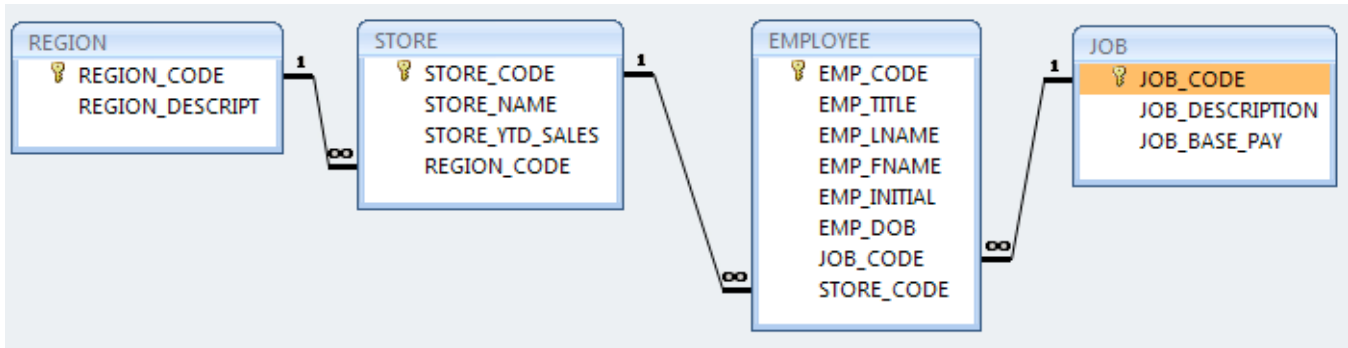 REGION
REGION_CODE
REGION_DESCRIPT
1
∞
STORE
STORE_CODE
STORE_NAME
STORE_YTD_SALES
REGION_CODE
1
∞
EMPLOYEE
EMP_CODE
EMP_TITLE
EMP_LNAME
EMP_FNAME
EMP_INITIAL
EMP_DOB
JOB_CODE
STORE_CODE
∞
1
JOB
JOB_CODE
JOB_DESCRIPTION
JOB_BASE_PAY